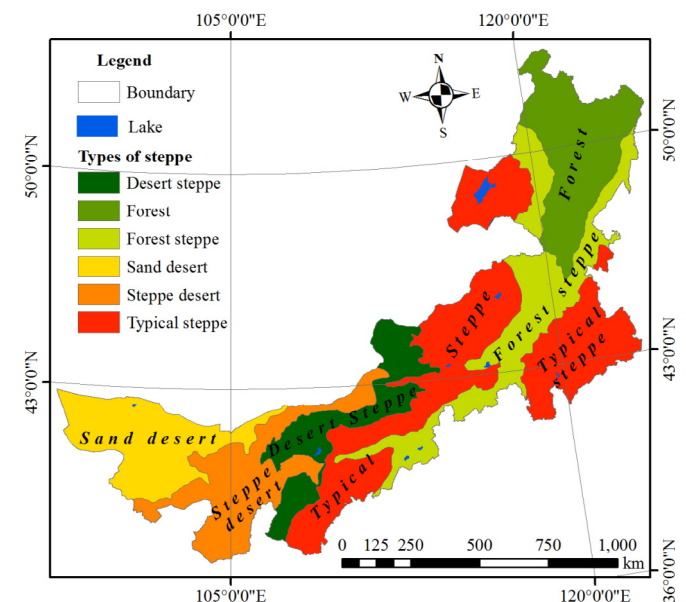 105°0'0"E
120°0'0"E
Legend
Boundary
Lake
Types of steppe
Desert steppe
Forest
Forest steppe
Sand desert
Steppe desert
Typical steppe
N
W
E
S
50°0'0"N
50°0'0"N
43°0'0"N
43°0'0"N
36°0'0"N
Forest
Forest steppe
Steppe
Typical
steppe
Desert Steppe
Sand desert
Steppe
desert
Typical
0 125 250 500 750 1,000
km
105°0'0"E
120°0'0"E